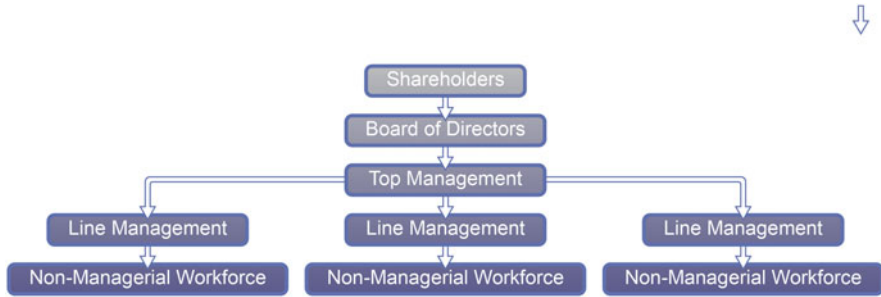 Shareholders
Board of Directors
Top Management
Line Management
Line Management
Line Management
Non-Managerial Workforce
Non-Managerial Workforce
Non-Managerial Workforce